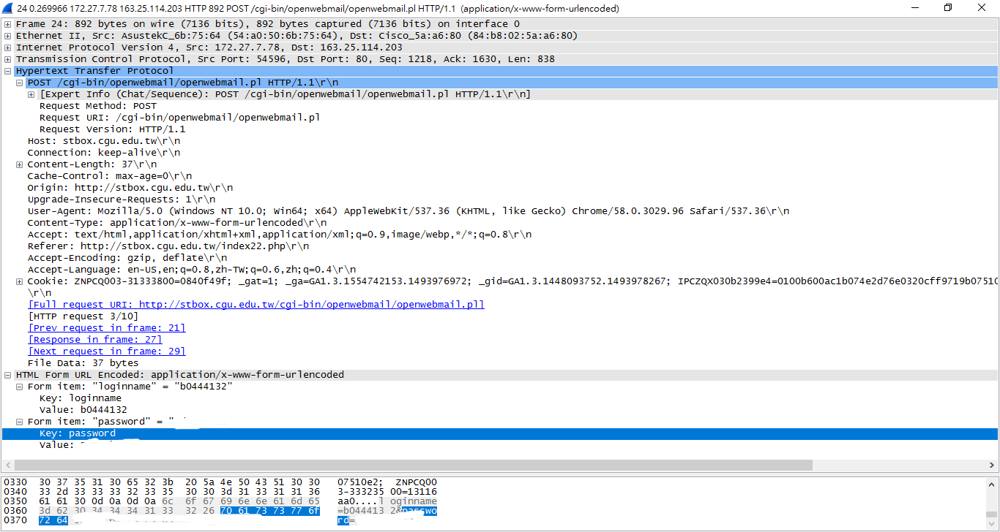 24 0.269966 172.27.7.78 163.25.114.203 HTTP 892 POST /cgi-bin/openwebmail/openwebmail.pl HTTP/1.1 (application/x-www-form-urlencoded)
Frame 24: 892 bytes on wire (7136 bits), 892 bytes captured (7136 bits) on interface 0
Ethernet II, Src: AsustekC_6b:75:64 (54:a0:50:6b:75:64), Dst: Cisco_5a:a6:80 (84:b8:02:5a:a6:80)
Internet Protocol Version 4, Src: 172.27.7.78, Dst: 163.25.114.203
Transmission Control Protocol, Src Port: 54596, Dst Port: 80, Seq: 1218, Ack: 1630, Len: 838
Hypertext Transfer Protocol
POST /cgi-bin/openwebmail/openwebmail.pl HTTP/1.1\r\n
[Expert Info (Chat/Sequence): POST /cgi-bin/openwebmail/openwebmail.pl HTTP/1.1\r\n]
Request Method: POST
Request URI: /cgi-bin/openwebmail/openwebmail.pl
Request Version: HTTP/1.1
Host: stbox.cgu.edu.tw\r\n
Connection: keep-alive\r\n
Content-Length: 37\r\n
Cache-Control: max-age=0\r\n
Origin: http://stbox.cgu.edu.tw\r\n
Upgrade-Insecure-Requests: 1\r\n
User-Agent: Mozilla/5.0 (Windows NT 10.0; Win64; x64) AppleWebKit/537.36 (KHTML, like Gecko) Chrome/58.0.3029.96 Safari/537.36\r\n
Content-Type: application/x-www-form-urlencoded\r\n
Accept: text/html,application/xhtml+xml,application/xml;q=0.9,image/webp,*/*;q=0.8\r\n
Referer: http://stbox.cgu.edu.tw/index22.php\r\n
Accept-Encoding: gzip, deflate\r\n
Accept-Language: en-US,en;q=0.8,zh-TW;q=0.6,zh;q=0.4\r\n
Cookie: ZNPCQ003-31333800=0840f49f; _gat=1; _ga=GA1.3.1554742153.1493976972; _gid=GA1.3.1448093752.1493978267; IPCZQX030b2399e4=0100b600ac1b074e2d76e0320cff9719b07510
\r\n
[Full request URI: http://stbox.cgu.edu.tw/cgi-bin/openwebmail/openwebmail.pl]
[HTTP request 3/10]
[Prev request in frame: 21]
[Response in frame: 27]
[Next request in frame: 29]
File Data: 37 bytes
HTML Form URL Encoded: application/x-www-form-urlencoded
Form item: "loginname" = "b0444132"
Key: loginname
Value: b0444132
Form item: "password" = "
Key: password
Value:
0330 30 37 35 31 30 65 32 3b 20 5a 4e 50 43 51 30 30 07510e2; ZNPCQ00
0340 33 2d 33 33 33 32 33 35 30 30 3d 31 33 31 31 36 3-333235 00=13116
0350 61 61 30 0d 0a 0d 0a 6c 6f 67 69 6e 6e 61 6d 65 aa0....l oginname
0360 3d 62 30 34 34 34 31 33 32 26 70 61 73 73 77 6f =b044413 2&passwo
0370 72 64 rd=